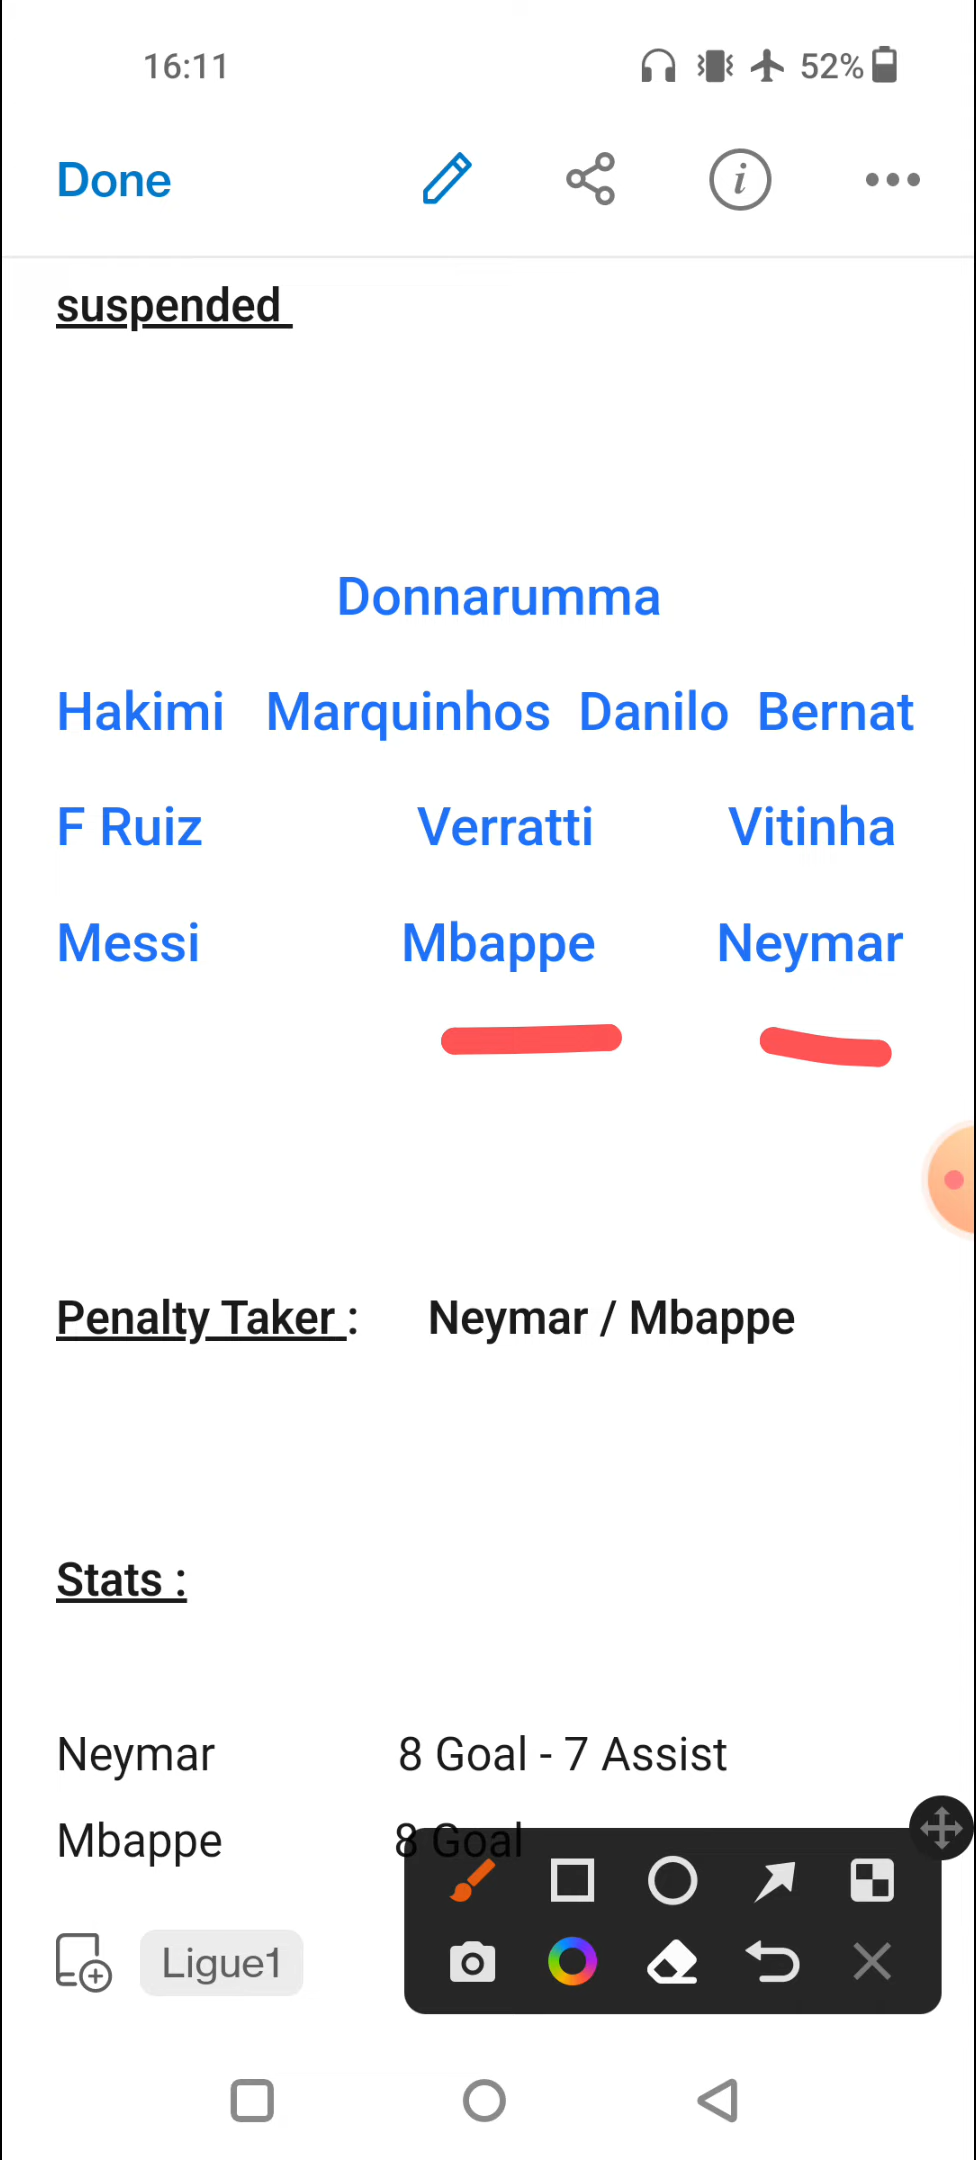 16:11 52%
Done
suspended
Donnarumma
Hakimi Marquinhos Danilo Bernat
F Ruiz Verratti Vitinha
Messi Mbappe Neymar
Penalty Taker : Neymar / Mbappe
Stats :
Neymar 8 Goal - 7 Assist
Mbappe 8 Goal
Ligue1